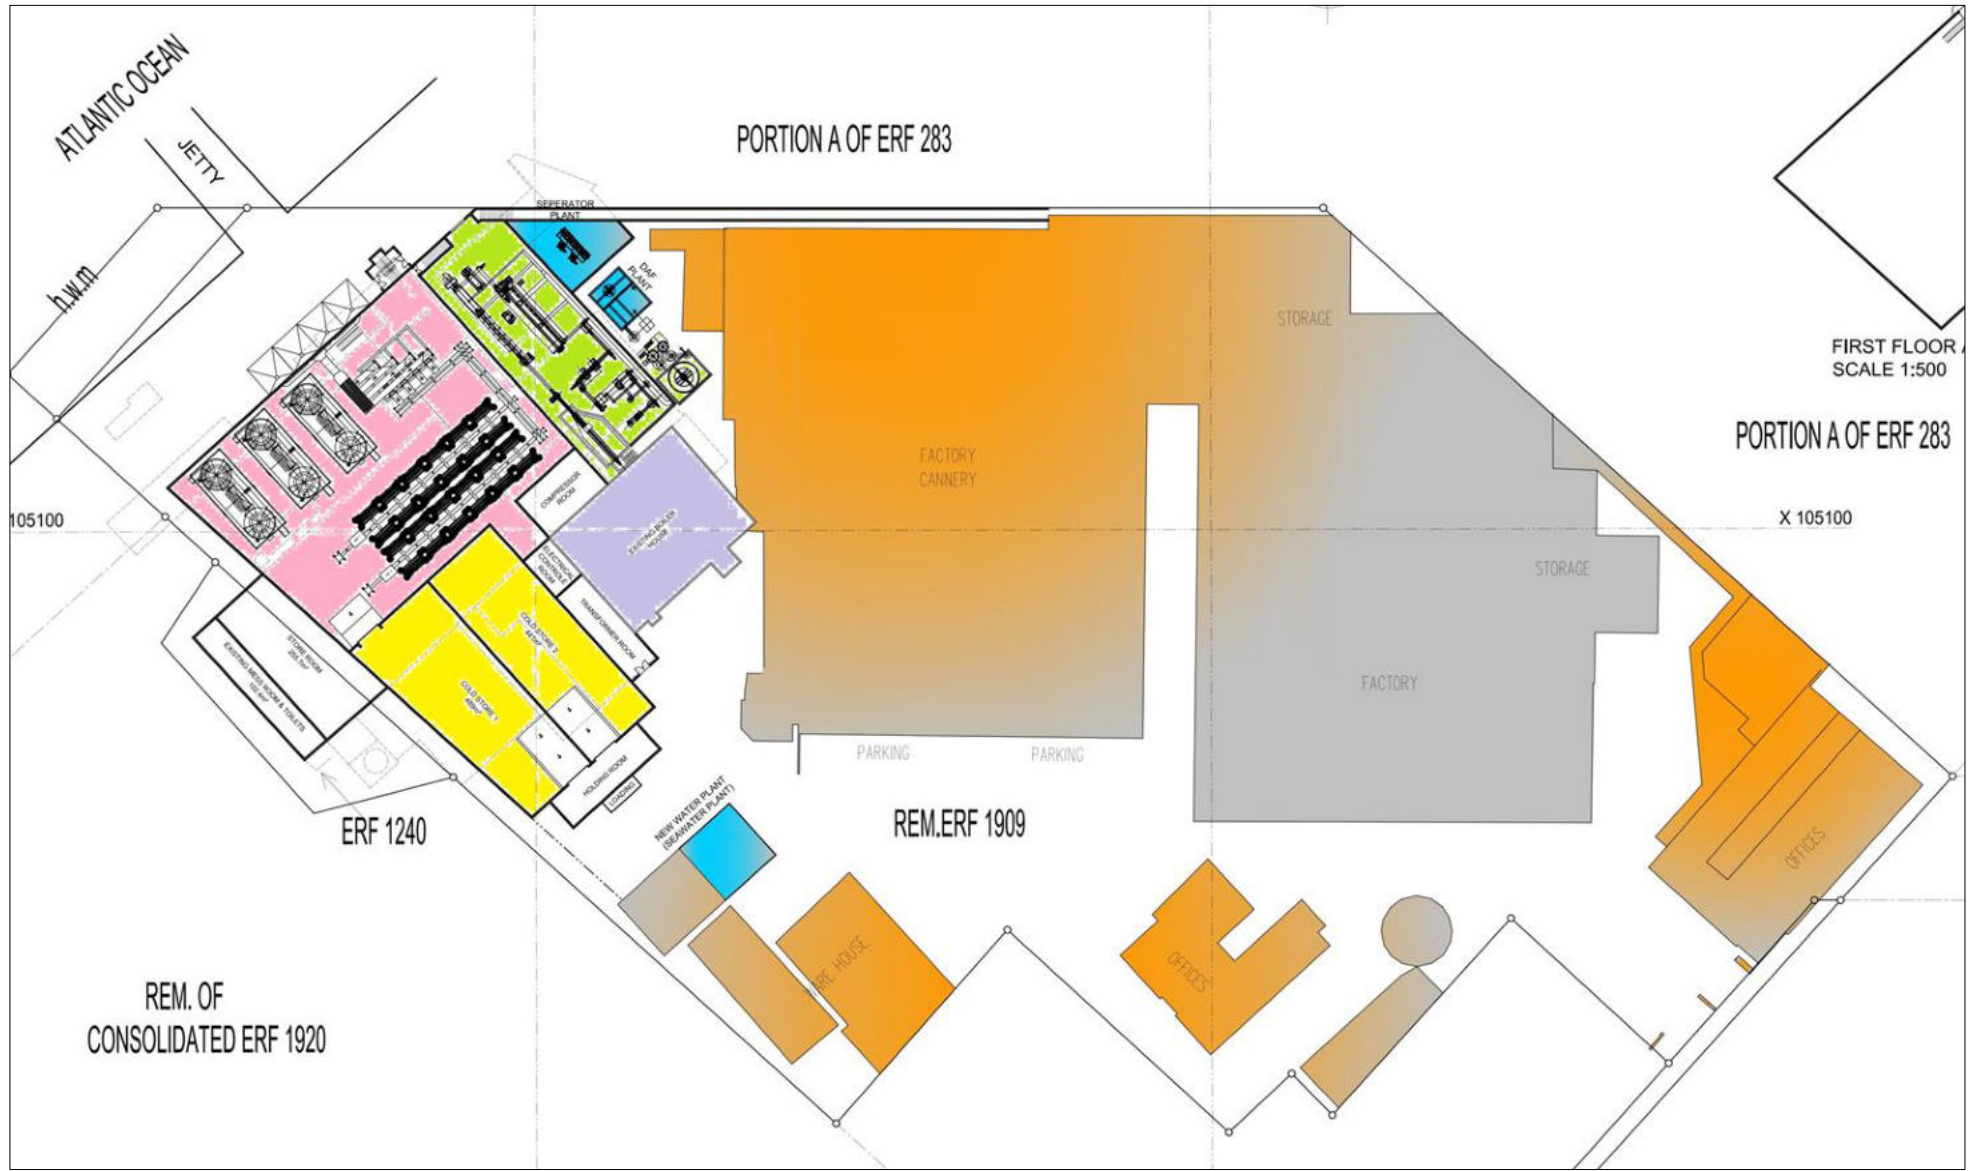 ATLANTIC OCEAN
JETTY
h.w.m
PORTION A OF ERF 283
SEPERATOR
PLANT
DAF
PLANT
STORAGE
FIRST FLOOR
SCALE 1:500
PORTION A OF ERF 283
FACTORY
CANNERY
COMPRESSOR
ROOM
105100
X 105100
EXISTING BOILER
HOUSE
ELECTRICAL
CONTROLE
ROOM
STORAGE
TRANSFORMER ROOM
COLD STORE 2
STORE ROOM
EXISTING MESS ROOM & TOILETS
COLD STORE 1
FACTORY
PARKING
PARKING
HOLDING ROOM
LOADING
NEW WATER PLANT
(SEAWATER PLANT)
ERF 1240
REM.ERF 1909
OFFICES
WARE HOUSE
OFFICES
REM. OF
CONSOLIDATED ERF 1920